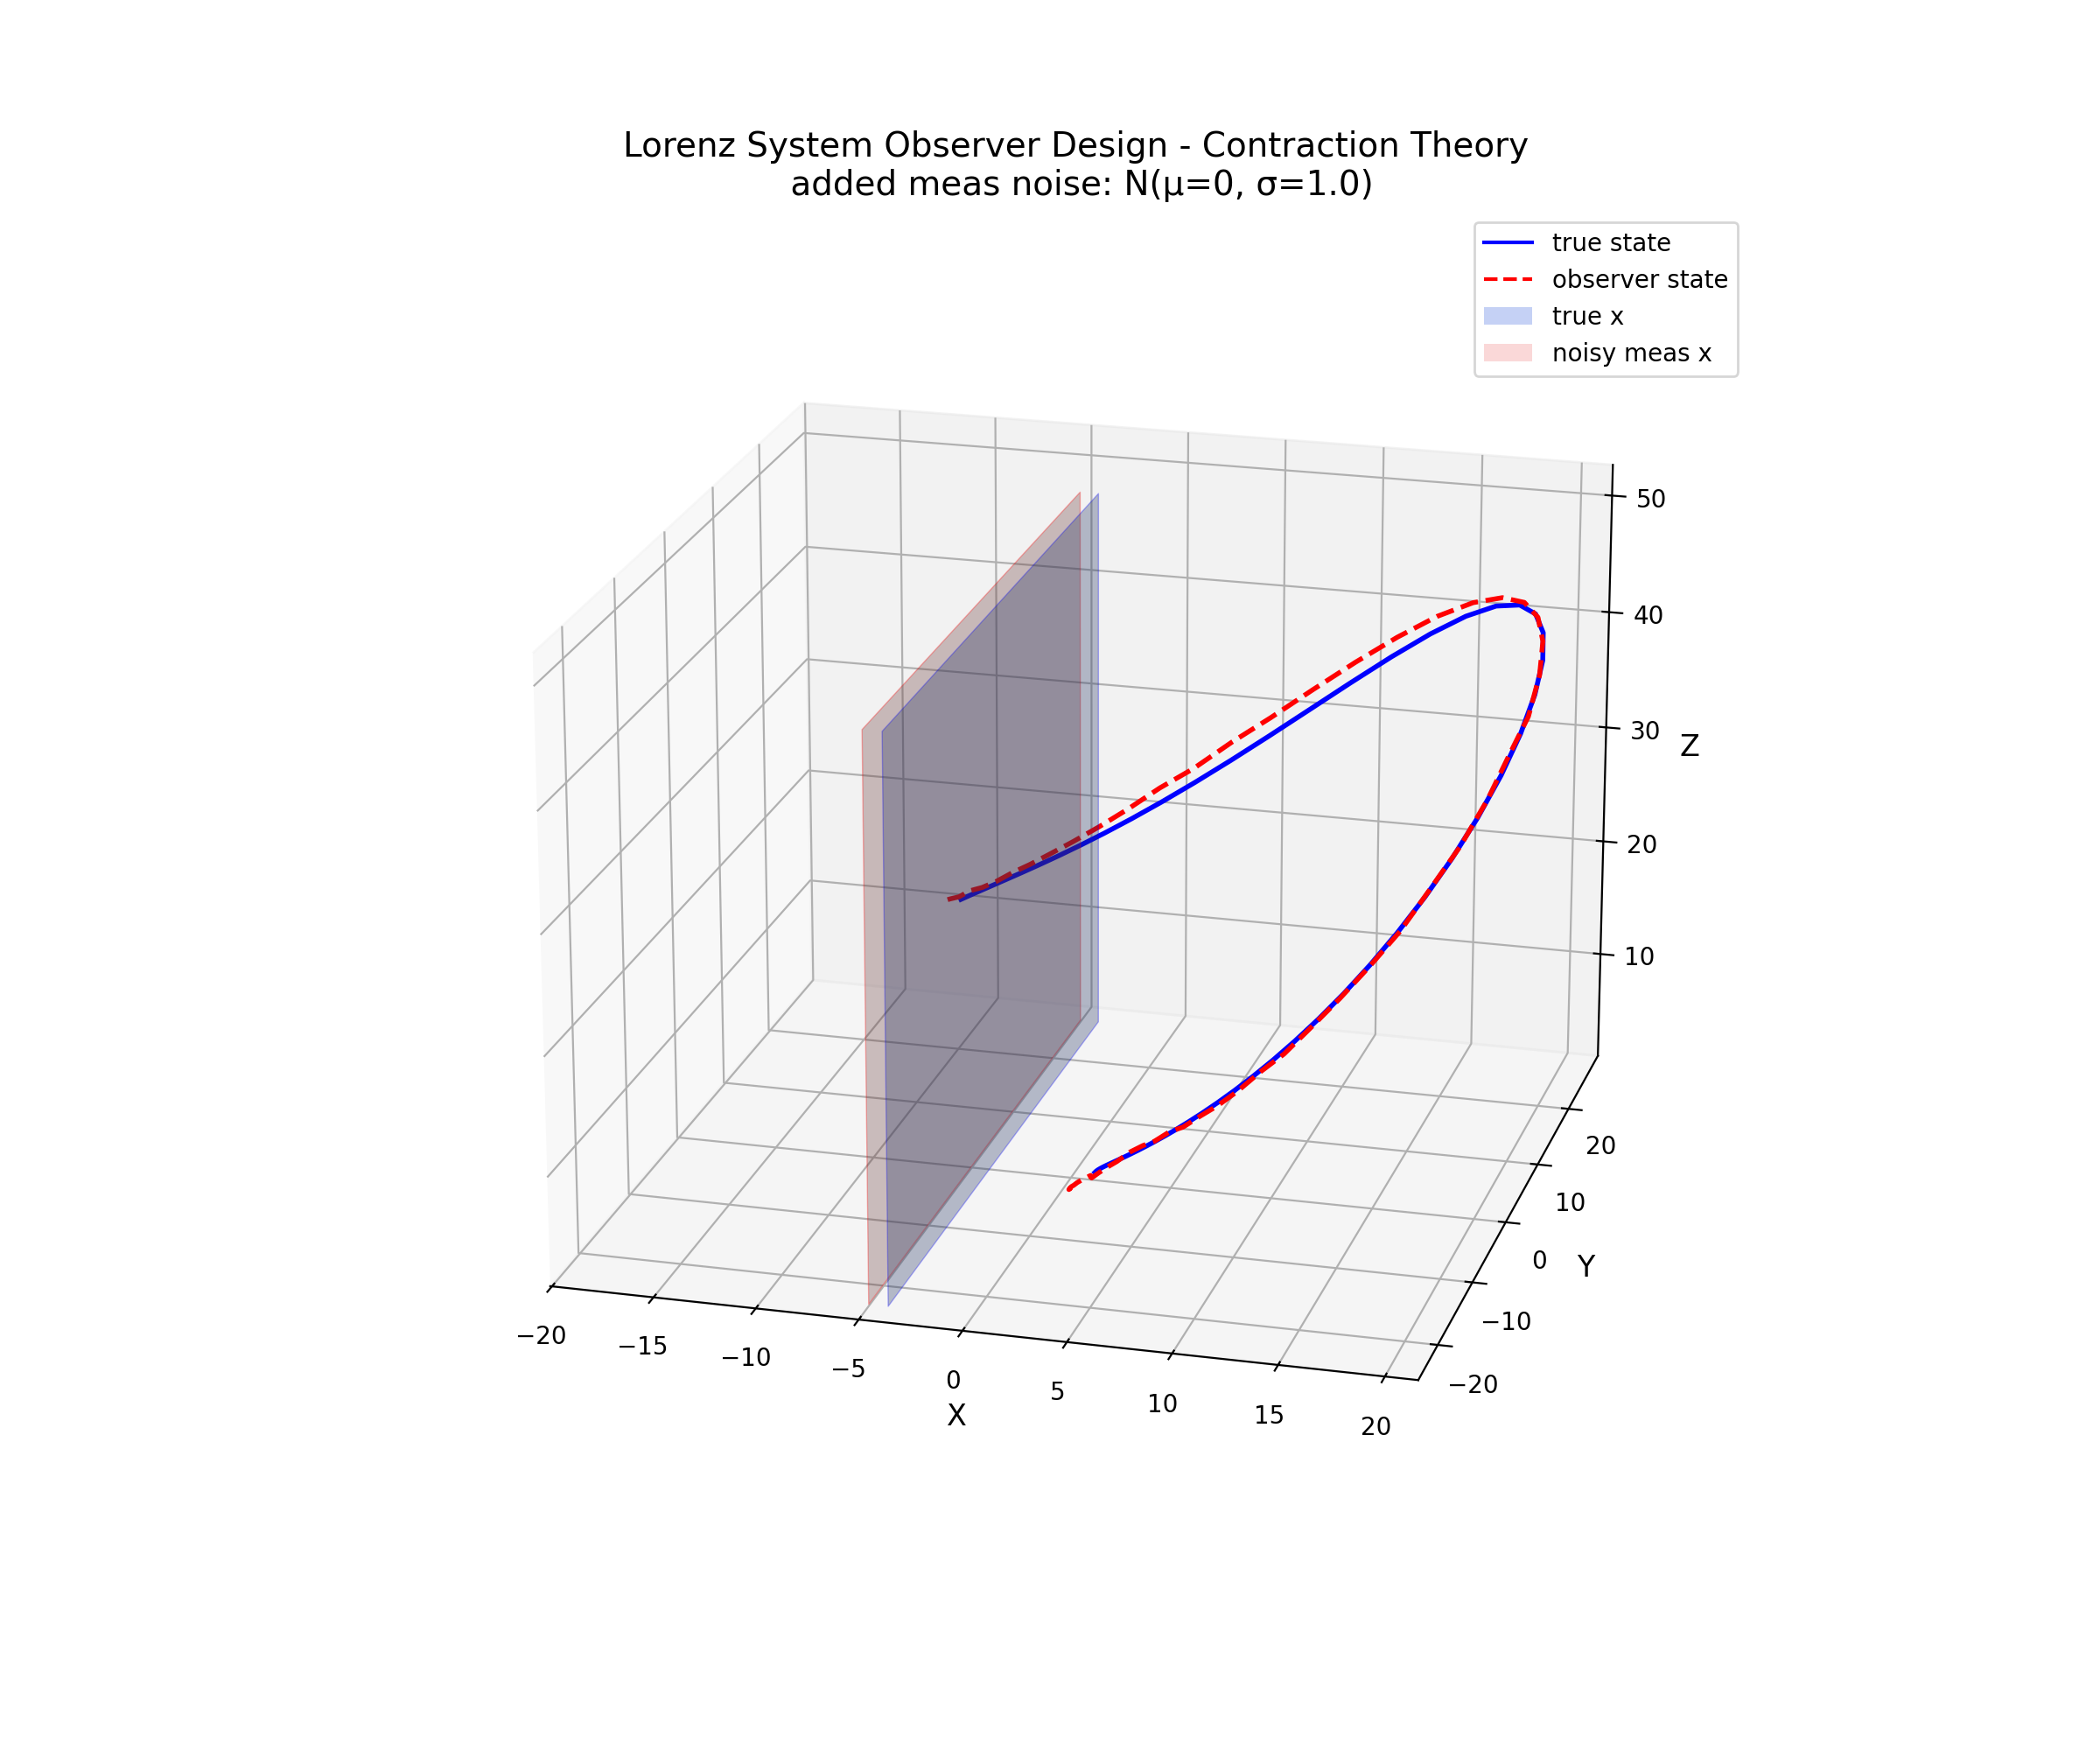 Lorenz System Observer Design - Contraction Theory
added meas noise: N(μ=0, σ=1.0)
true state
observer state
true x
noisy meas x
50
40
30
Z
20
10
20
10
0
Y
−10
−20
−20
−15
−10
−5
0
5
10
15
20
X